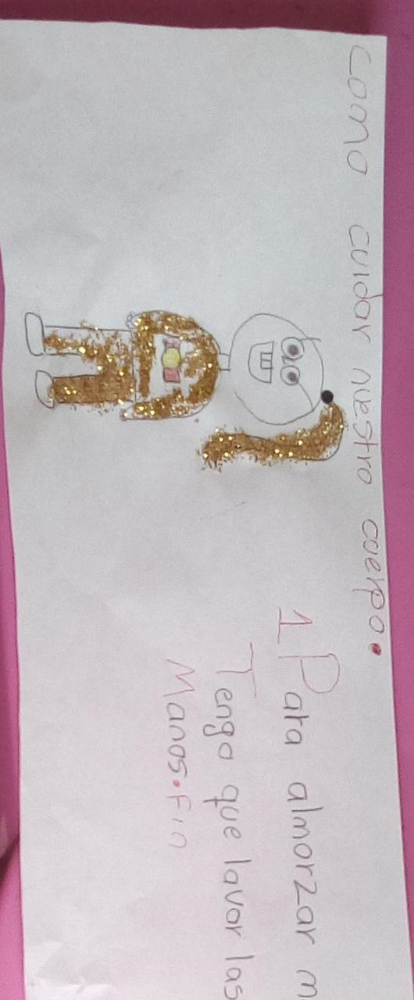 Como cuidar nuestro cuerpo.
1 Para almorzar m
Tengo que lavar las
Manos.Fin